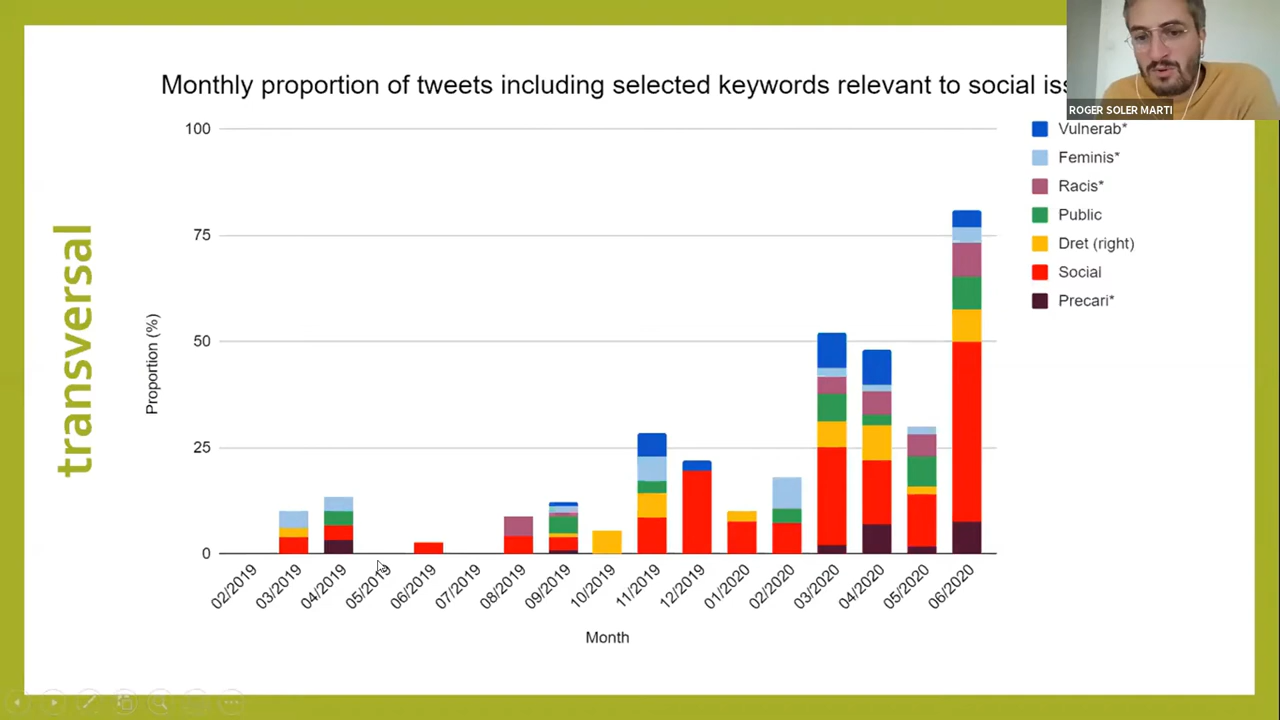 Monthly proportion of tweets including selected keywords relevant to social iss
ROGER SOLER MARTI
transversal
Proportion (%)
100
75
50
25
0
02/2019
03/2019
04/2019
05/2019
06/2019
07/2019
08/2019
09/2019
10/2019
11/2019
12/2019
01/2020
02/2020
03/2020
04/2020
05/2020
06/2020
Month
Vulnerab*
Feminis*
Racis*
Public
Dret (right)
Social
Precari*